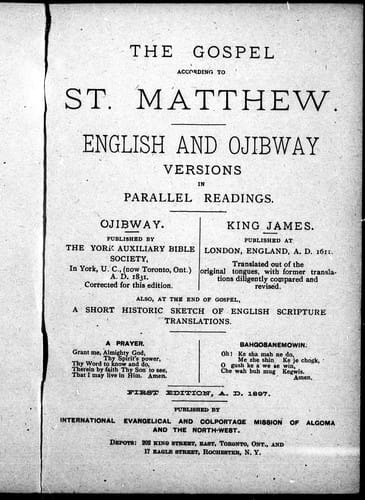 THE GOSPEL
ACCORDING TO
ST. MATTHEW.
ENGLISH AND OJIBWAY
VERSIONS
IN
PARALLEL READINGS.
OJIBWAY.
PUBLISHED BY
THE YORK AUXILIARY BIBLE
SOCIETY,
In York, U. C., (now Toronto, Ont.)
A. D. 1831.
Corrected for this edition.
KING JAMES.
PUBLISHED AT
LONDON, ENGLAND, A. D. 1611.
Translated out of the
original tongues, with former transla-
tions diligently compared and
revised.
ALSO, AT THE END OF GOSPEL,
A SHORT HISTORIC SKETCH OF ENGLISH SCRIPTURE
TRANSLATIONS.
A PRAYER.
Grant me, Almighty God,
Thy Spirit's power,
Thy Word to know and do,
Therein by faith Thy Son to see,
That I may live in Him. Amen.
BAHGOSANEMOWIN.
Oh! Ke sha mah ne do,
Me she shin Ke je chogk,
O gush ke a we se win,
Che wah buh mug Kegwis.
Amen.
FIRST EDITION, A. D. 1897.
PUBLISHED BY
INTERNATIONAL EVANGELICAL AND COLPORTAGE MISSION OF ALGOMA
AND THE NORTH-WEST.
DEPOTS: 202 KING STREET, EAST, TORONTO, ONT., AND
17 EAGLE STREET, ROCHESTER, N. Y.